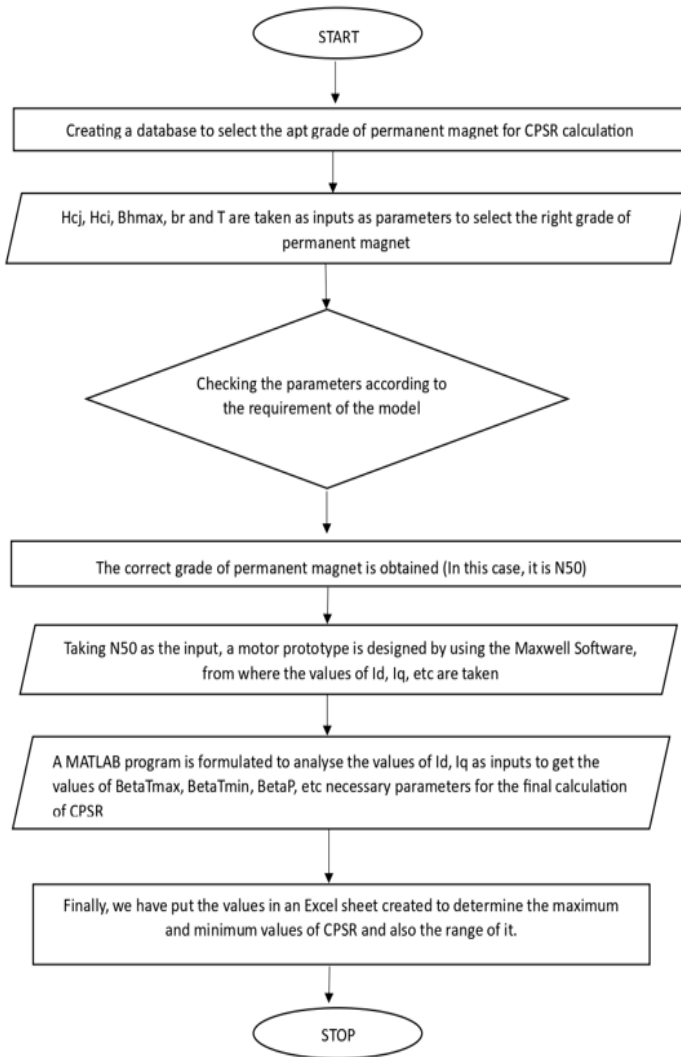 START
Creating a database to select the apt grade of permanent magnet for CPSR calculation
Hcj, Hci, Bhmax, br and T are taken as inputs as parameters to select the right grade of
permanent magnet
Checking the parameters according to
the requirement of the model
The correct grade of permanent magnet is obtained (In this case, it is N50)
Taking N50 as the input, a motor prototype is designed by using the Maxwell Software,
from where the values of Id, Iq, etc are taken
A MATLAB program is formulated to analyse the values of Id, Iq as inputs to get the
values of BetaTmax, BetaTmin, BetaP, etc necessary parameters for the final calculation
of CPSR
Finally, we have put the values in an Excel sheet created to determine the maximum
and minimum values of CPSR and also the range of it.
STOP